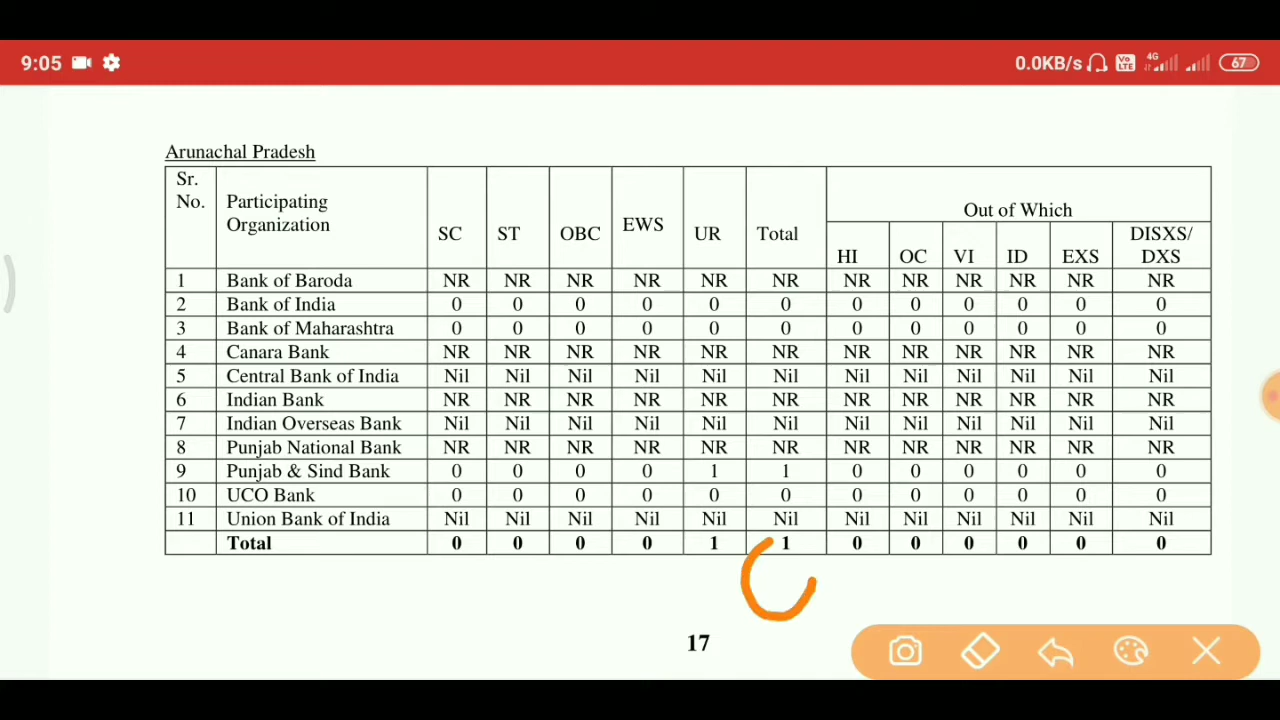 9:05 0.0KB/s Vo LTE 4G 67
Arunachal Pradesh
Sr. No. Participating Organization SC ST OBC EWS UR Total Out of Which
HI OC VI ID EXS DISXS/ DXS
1 Bank of Baroda NR NR NR NR NR NR NR NR NR NR NR NR
2 Bank of India 0 0 0 0 0 0 0 0 0 0 0 0
3 Bank of Maharashtra 0 0 0 0 0 0 0 0 0 0 0 0
4 Canara Bank NR NR NR NR NR NR NR NR NR NR NR NR
5 Central Bank of India Nil Nil Nil Nil Nil Nil Nil Nil Nil Nil Nil Nil
6 Indian Bank NR NR NR NR NR NR NR NR NR NR NR NR
7 Indian Overseas Bank Nil Nil Nil Nil Nil Nil Nil Nil Nil Nil Nil Nil
8 Punjab National Bank NR NR NR NR NR NR NR NR NR NR NR NR
9 Punjab & Sind Bank 0 0 0 0 1 1 0 0 0 0 0 0
10 UCO Bank 0 0 0 0 0 0 0 0 0 0 0 0
11 Union Bank of India Nil Nil Nil Nil Nil Nil Nil Nil Nil Nil Nil Nil
Total 0 0 0 0 1 1 0 0 0 0 0 0
17